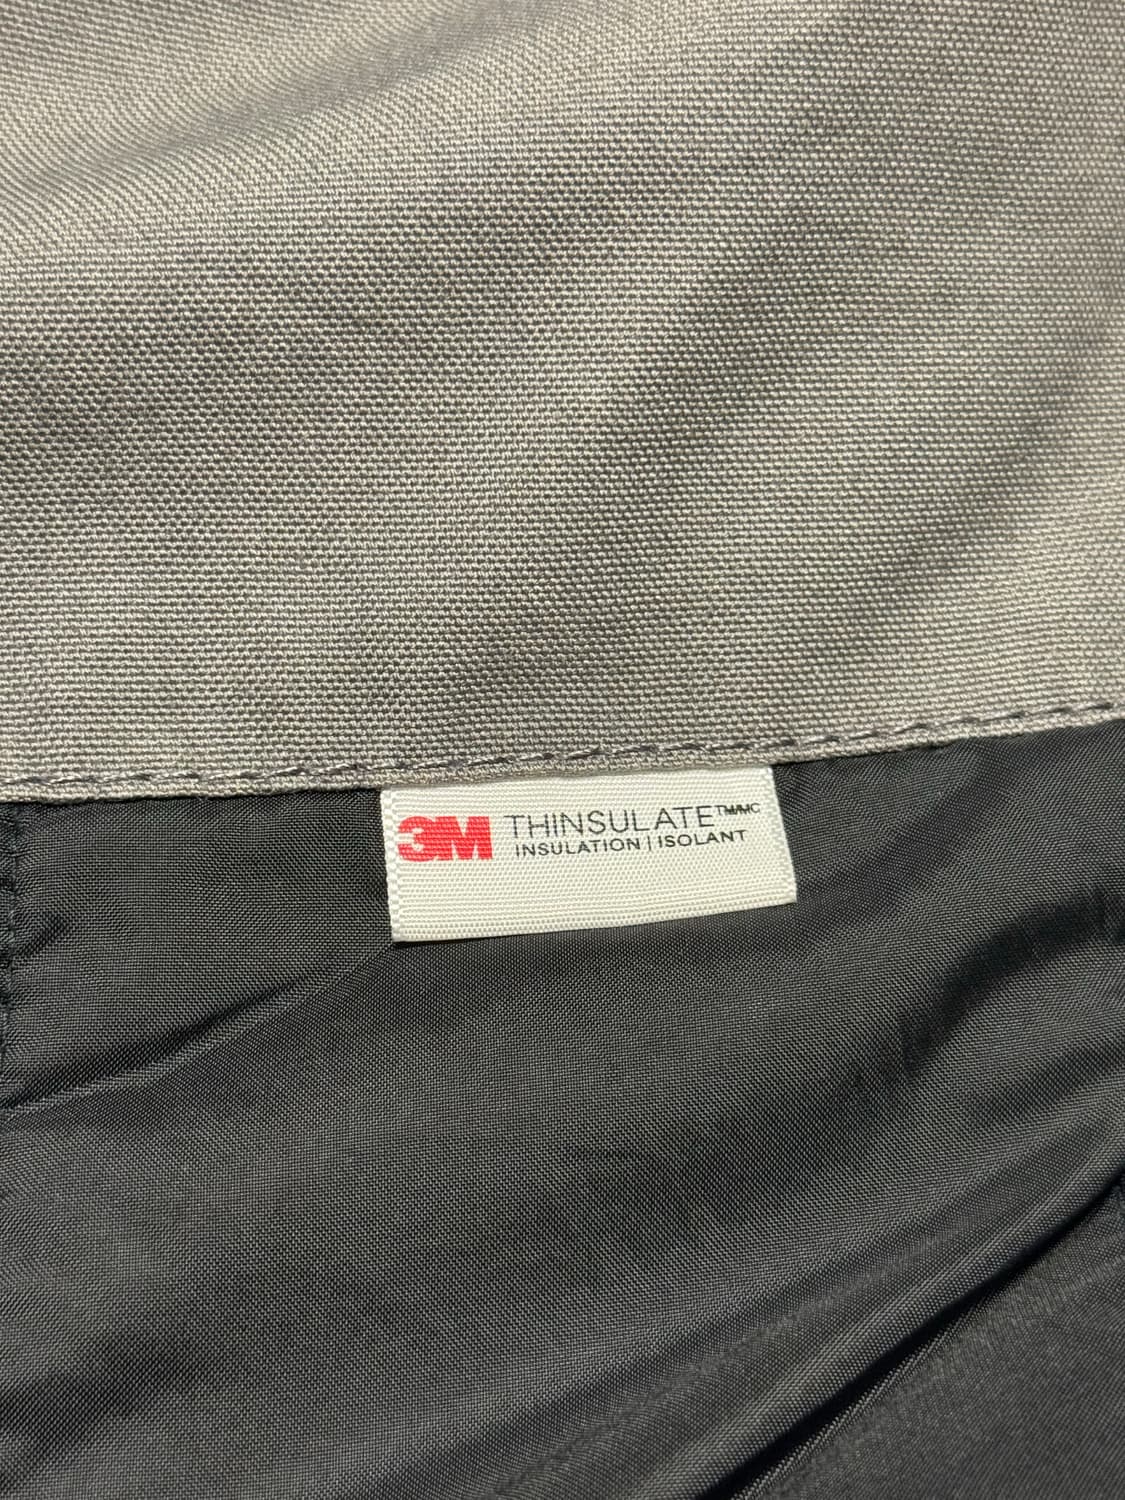 3M THINSULATE™/MC
INSULATION | ISOLANT